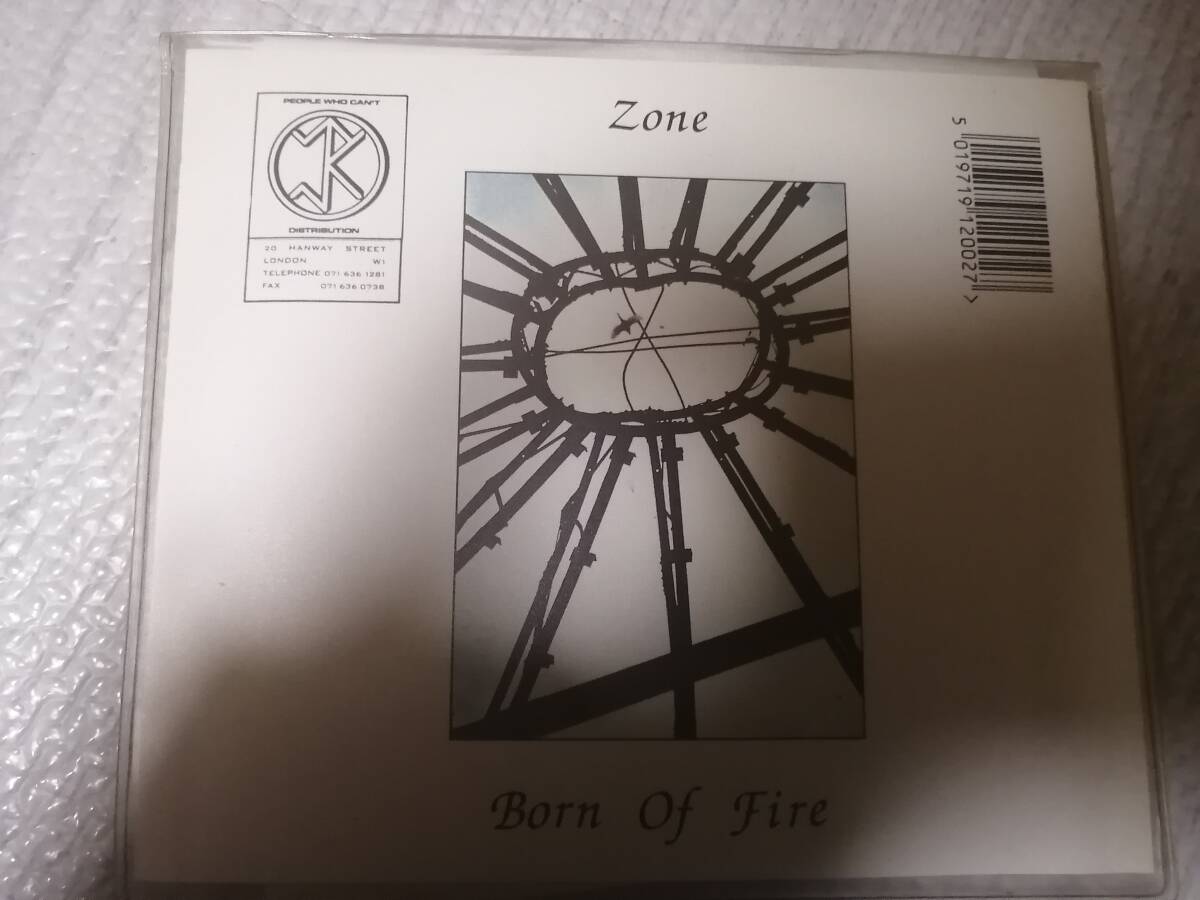 PEOPLE WHO CAN'T
DISTRIBUTION
20 HANWAY STREET
LONDON W1
TELEPHONE 071 636 1281
FAX 071 636 0738
Zone
5 019719 120027 >
Born Of Fire